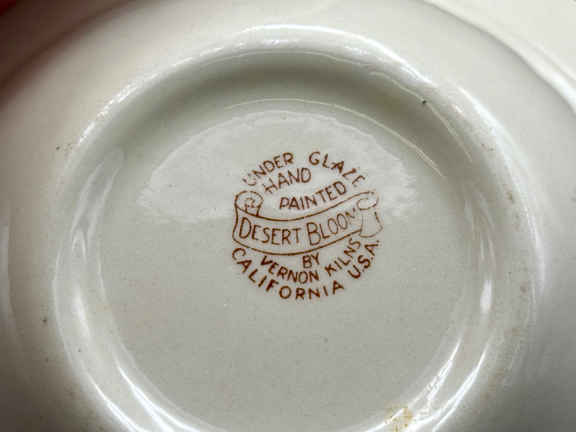 UNDER GLAZE
HAND
PAINTED
DESERT BLOOM
BY
VERNON KILNS
CALIFORNIA U.S.A.